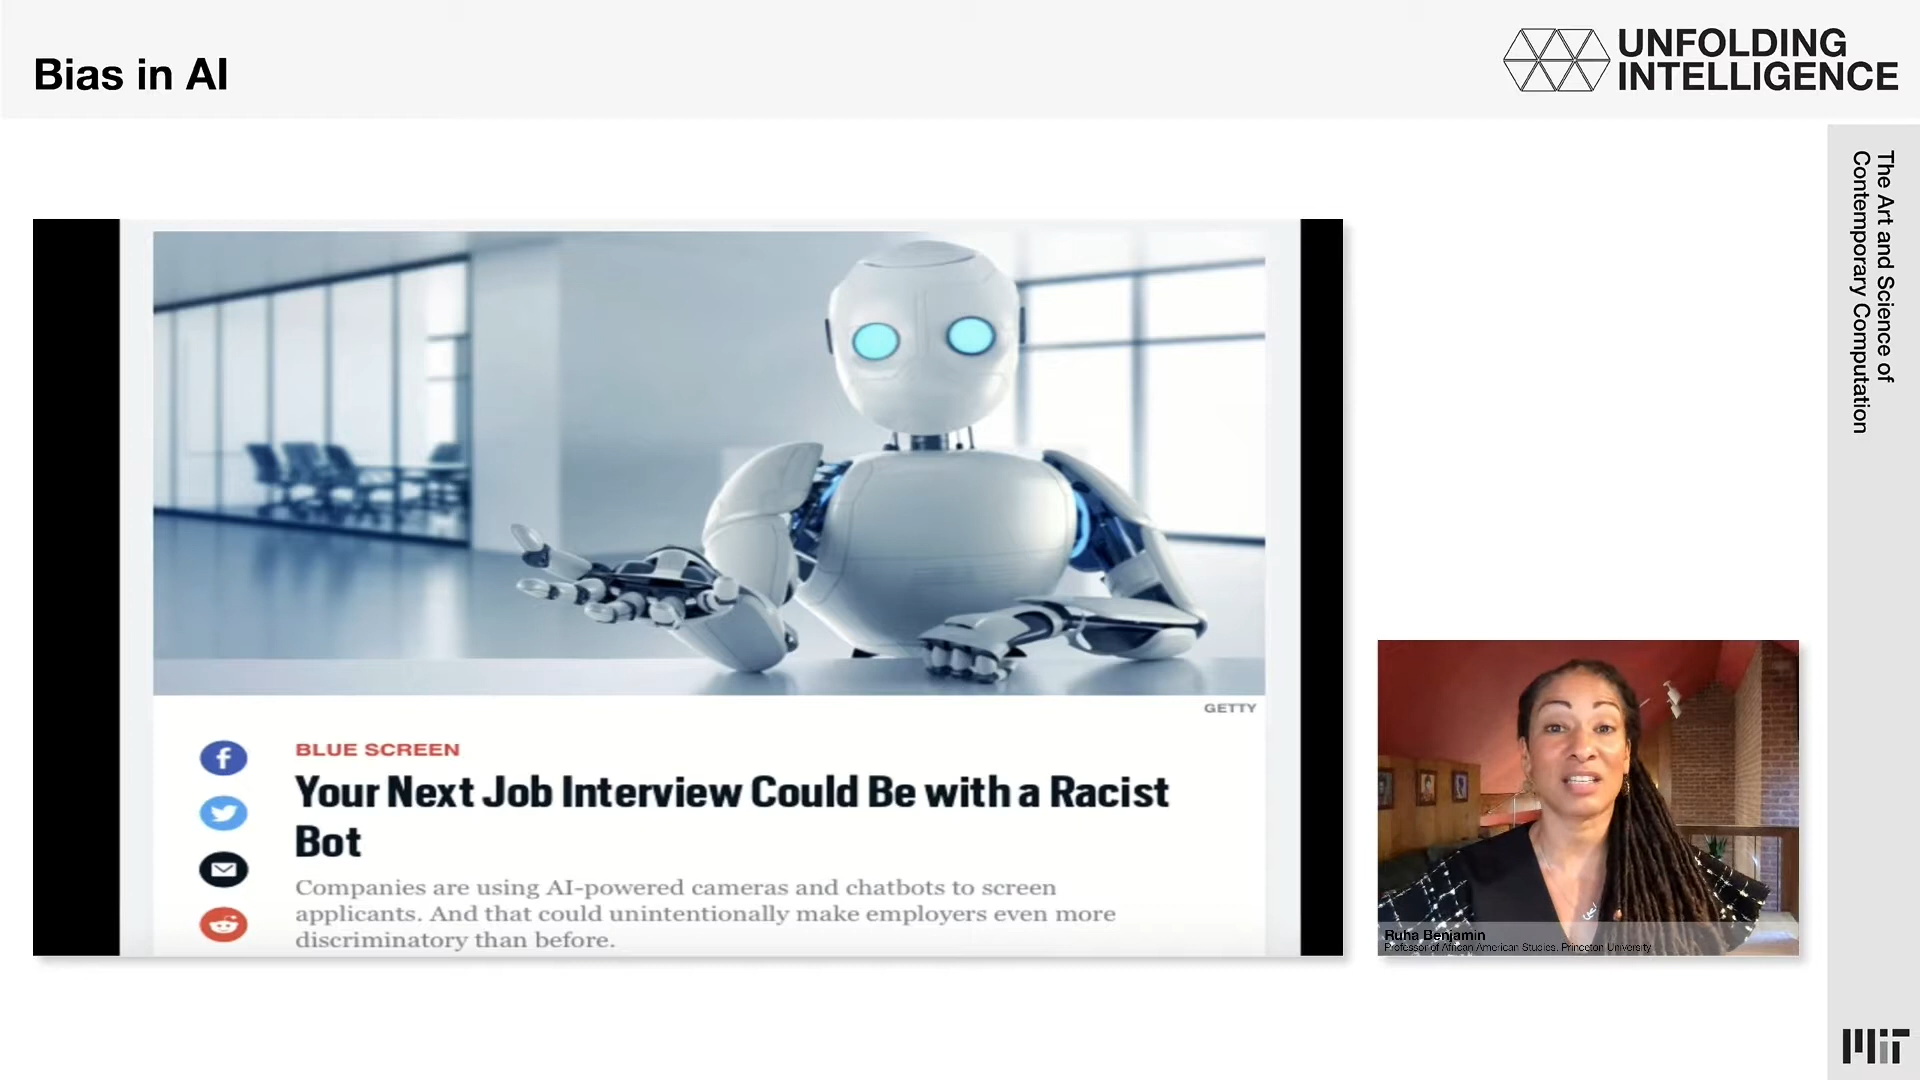 Bias in AI
UNFOLDING
INTELLIGENCE
The Art and Science of
Contemporary Computation
GETTY
BLUE SCREEN
Your Next Job Interview Could Be with a Racist
Bot
Companies are using AI-powered cameras and chatbots to screen
applicants. And that could unintentionally make employers even more
discriminatory than before.
Ruha Benjamin
Professor of African American Studies, Princeton University
MIT